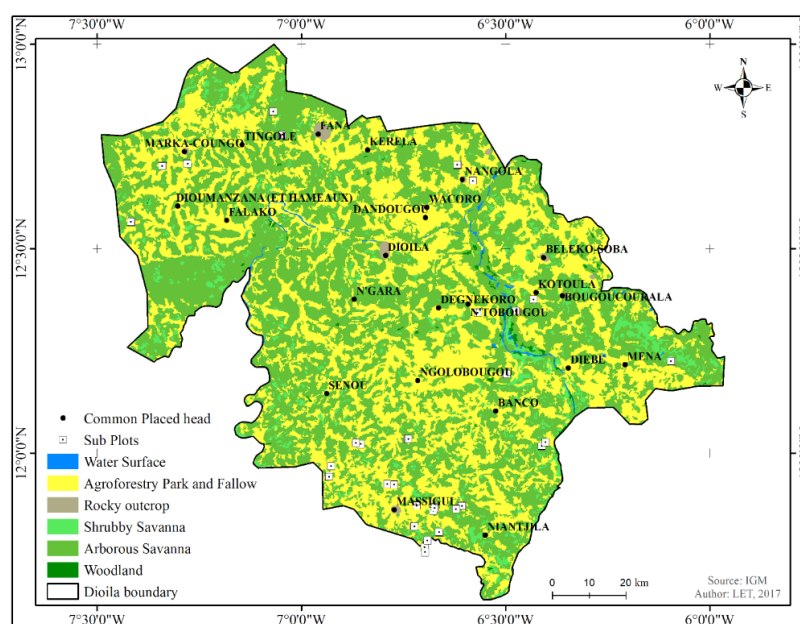 7°30'0"W 7°0'0"W 6°30'0"W 6°0'0"W
13°0'0"N
N
W E
S
FANA
TINGOLE
MARKA-COUNGO
KERELA
NANGOLA
DIOUMANZANA (ET HAMEAUX)
WACORO
DANDOUGOU
FALAKO
12°30'0"N
DIOILA
BELEKO-SOBA
N'GARA
KOTOULA
DEGNEKORO
BOUGOUCOURALA
N'TOBOUGOU
DIEBE
MENA
NGOLOBOUGOU
SENOU
BANCO
12°0'0"N
MASSIGUI
NIANTJILA
Common Placed head
Sub Plots
Water Surface
Agroforestry Park and Fallow
Rocky outcrop
Shrubby Savanna
Arborous Savanna
Woodland
Dioila boundary
0 10 20 km
Source: IGM
Author: LET, 2017
7°30'0"W 7°0'0"W 6°30'0"W 6°0'0"W